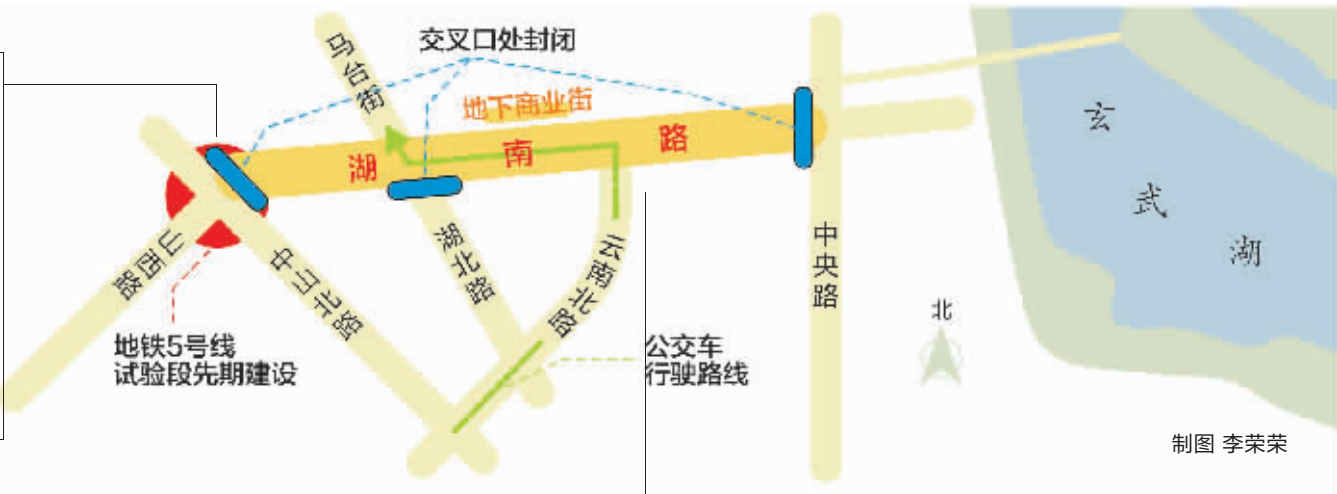 马台街
交叉口处封闭
地下商业街
湖南路
玄武湖
山西路
中山北路
湖北路
云南北路
中央路
北
地铁5号线
试验段先期建设
公交车
行驶路线
制图 李荣荣